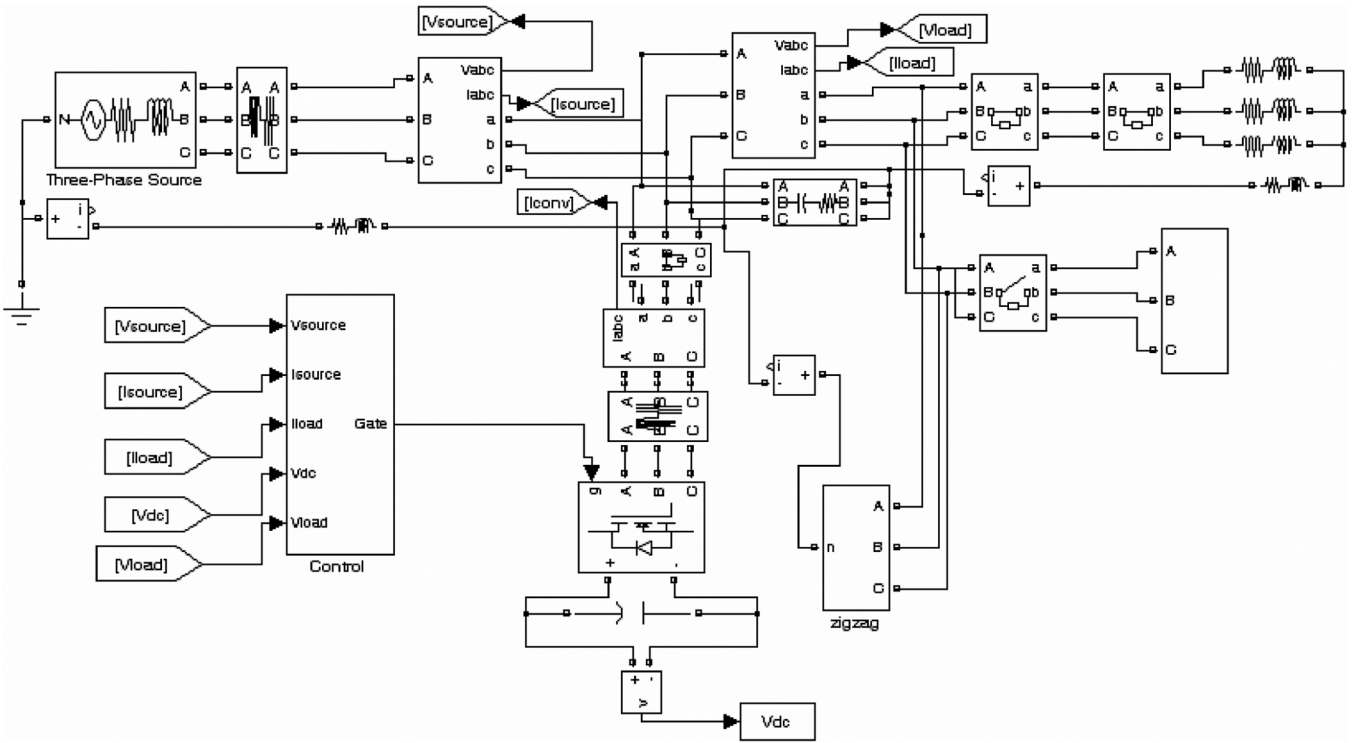 [Vsource]
[Vload]
A
Vabc
Iabc
[Iload]
[Isource]
A
B
C
a
b
c
N
A
B
C
A
B
C
A
B
C
Vabc
Iabc
a
b
c
A
B
C
a
b
c
A
B
C
a
b
c
Three-Phase Source
i
+
-
[Iconv]
A
B
C
A
B
C
i
+
-
A
B
C
a
b
c
A
B
C
a
b
c
A
B
C
Iabc
a
b
c
A
B
C
i
+
-
A
B
C
A
B
C
[Vsource]
[Isource]
[Iload]
[Vdc]
[Vload]
Vsource
Isource
Iload
Vdc
Vload
Gate
Control
g
A
B
C
+
-
n
A
B
C
zigzag
+
-
v
Vdc